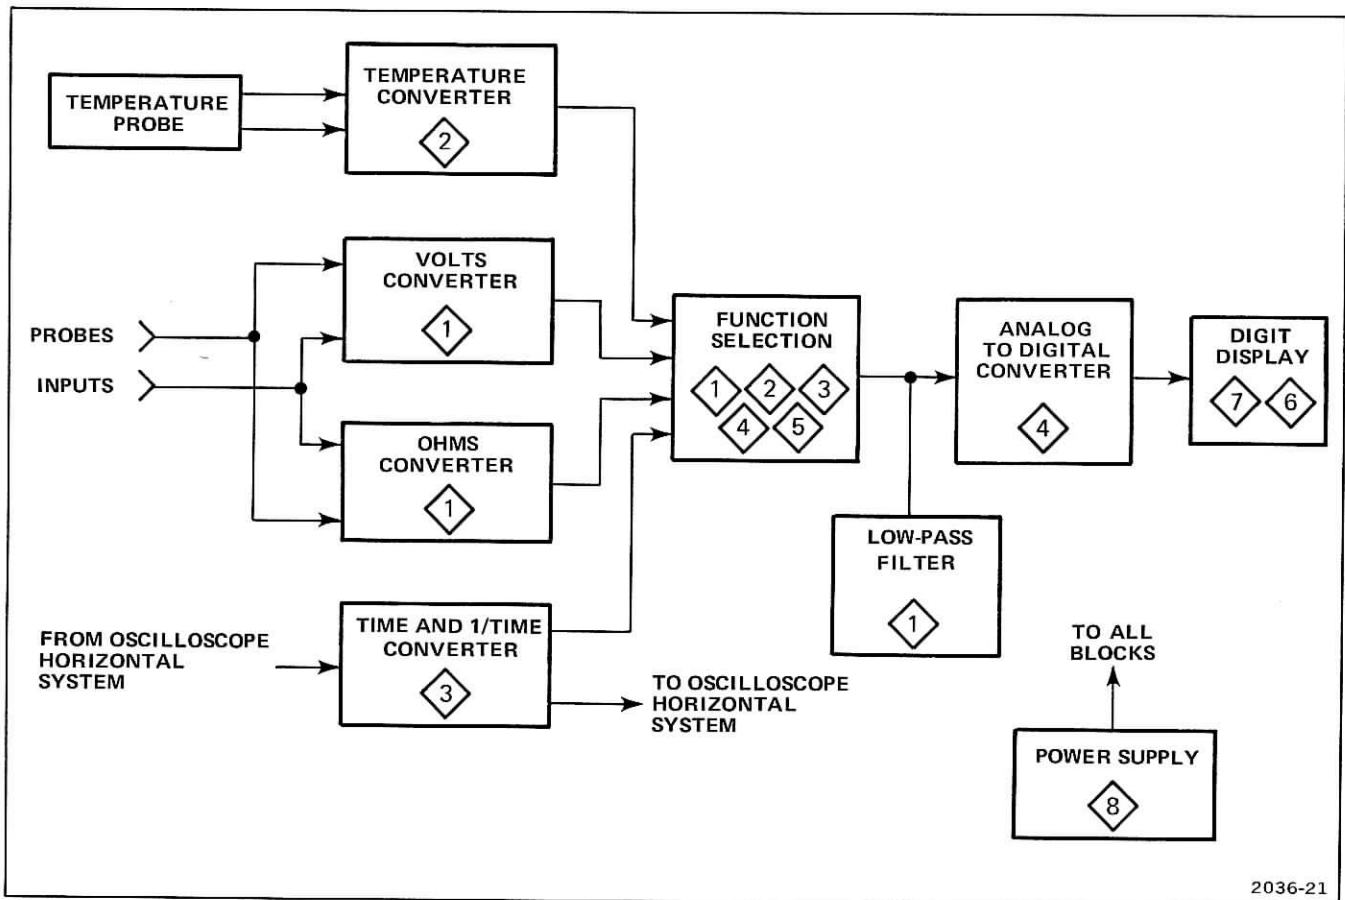 TEMPERATURE
PROBE
TEMPERATURE
CONVERTER
2
PROBES
INPUTS
VOLTS
CONVERTER
1
OHMS
CONVERTER
1
FROM OSCILLOSCOPE
HORIZONTAL
SYSTEM
TIME AND 1/TIME
CONVERTER
3
TO OSCILLOSCOPE
HORIZONTAL
SYSTEM
FUNCTION
SELECTION
1 2 3
4 5
LOW-PASS
FILTER
1
ANALOG
TO DIGITAL
CONVERTER
4
DIGIT
DISPLAY
7 6
TO ALL
BLOCKS
POWER SUPPLY
8
2036-21